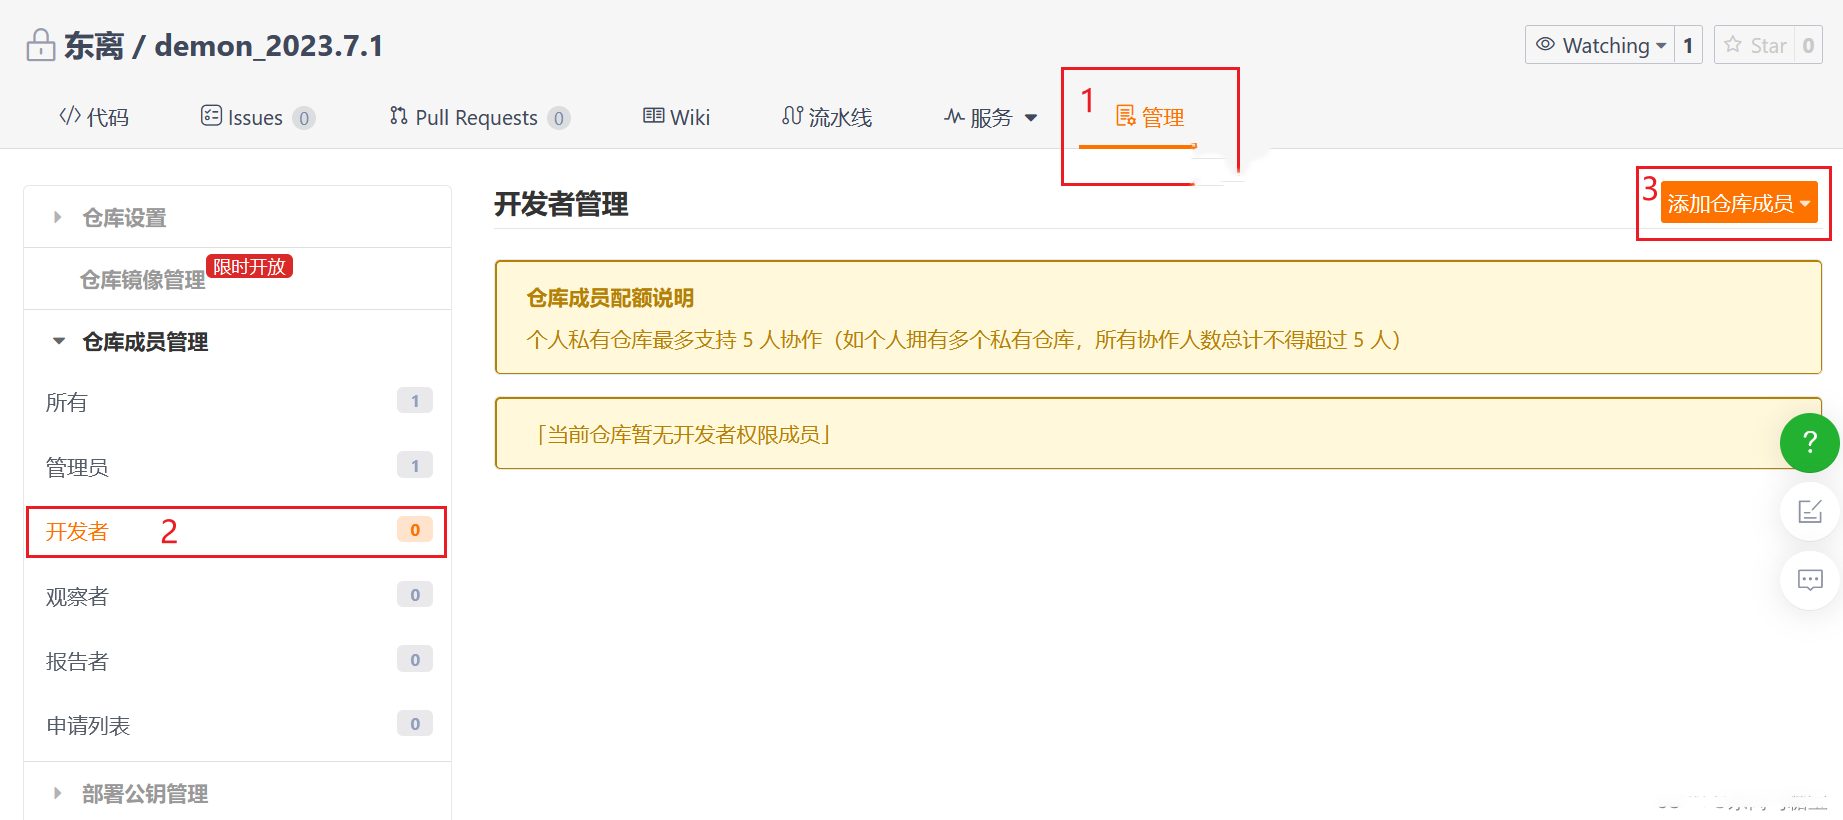 东离 / demon_2023.7.1
Watching 1 Star 0
代码 Issues 0 Pull Requests 0 Wiki 流水线 服务 1 管理
仓库设置
仓库镜像管理 限时开放
仓库成员管理
所有 1
管理员 1
开发者 2 0
观察者 0
报告者 0
申请列表 0
部署公钥管理
开发者管理
3 添加仓库成员
仓库成员配额说明
个人私有仓库最多支持 5 人协作（如个人拥有多个私有仓库，所有协作人数总计不得超过 5 人）
「当前仓库暂无开发者权限成员」
?